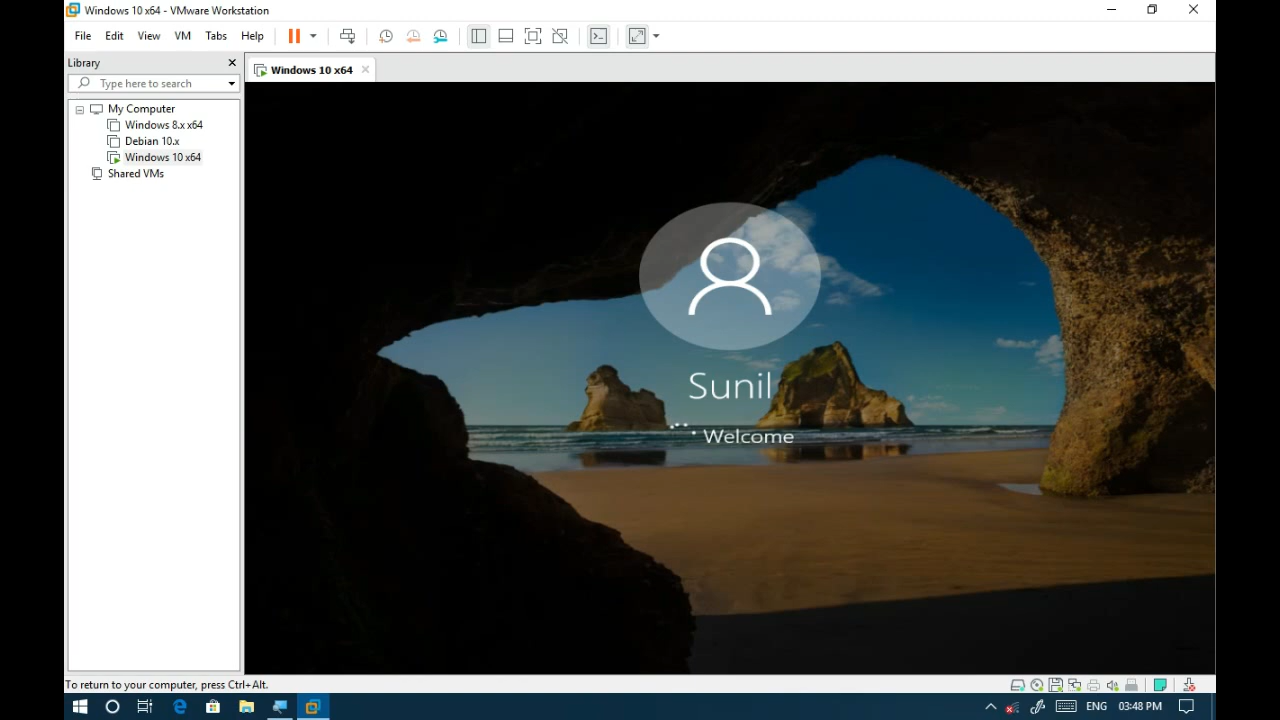 Windows 10 x64 - VMware Workstation
File Edit View VM Tabs Help
Library
Type here to search
Windows 10 x64
My Computer
Windows 8.x x64
Debian 10.x
Windows 10 x64
Shared VMs
Sunil
Welcome
To return to your computer, press Ctrl+Alt.
ENG 03:48 PM